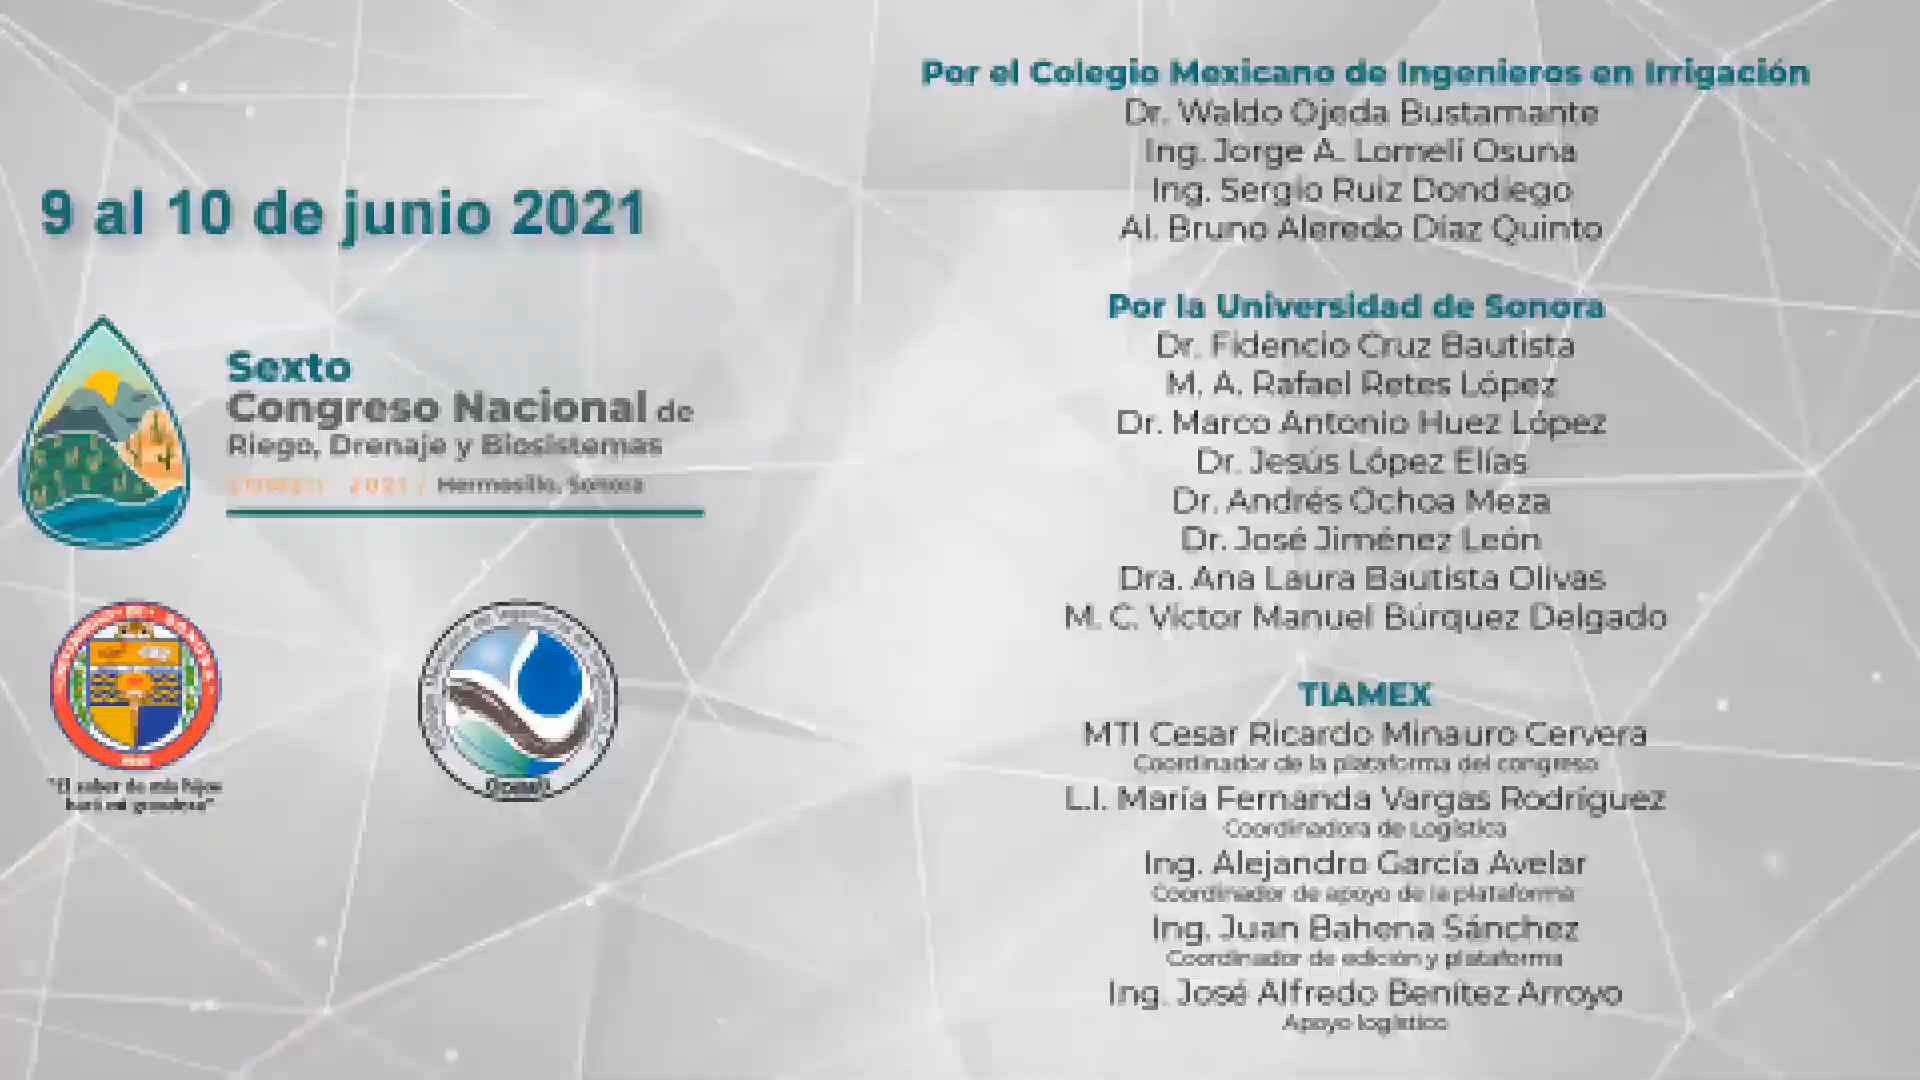 9 al 10 de junio 2021
Sexto
Congreso Nacional de
Riego, Drenaje y Biosistemas
COMEII 2021 / Hermosillo, Sonora
"El saber de mis hijos
hará mi grandeza"
Por el Colegio Mexicano de Ingenieros en Irrigación
Dr. Waldo Ojeda Bustamante
Ing. Jorge A. Lomelí Osuna
Ing. Sergio Ruiz Dondiego
Al. Bruno Aleredo Díaz Quinto
Por la Universidad de Sonora
Dr. Fidencio Cruz Bautista
M. A. Rafael Retes López
Dr. Marco Antonio Huez López
Dr. Jesús López Elías
Dr. Andrés Ochoa Meza
Dr. José Jiménez León
Dra. Ana Laura Bautista Olivas
M. C. Víctor Manuel Búrquez Delgado
TIAMEX
MTI Cesar Ricardo Minauro Cervera
Coordinador de la plataforma del congreso
L.I. María Fernanda Vargas Rodríguez
Coordinadora de Logística
Ing. Alejandro García Avelar
Coordinador de apoyo de la plataforma
Ing. Juan Bahena Sánchez
Coordinador de edición y plataforma
Ing. José Alfredo Benítez Arroyo
Apoyo logístico